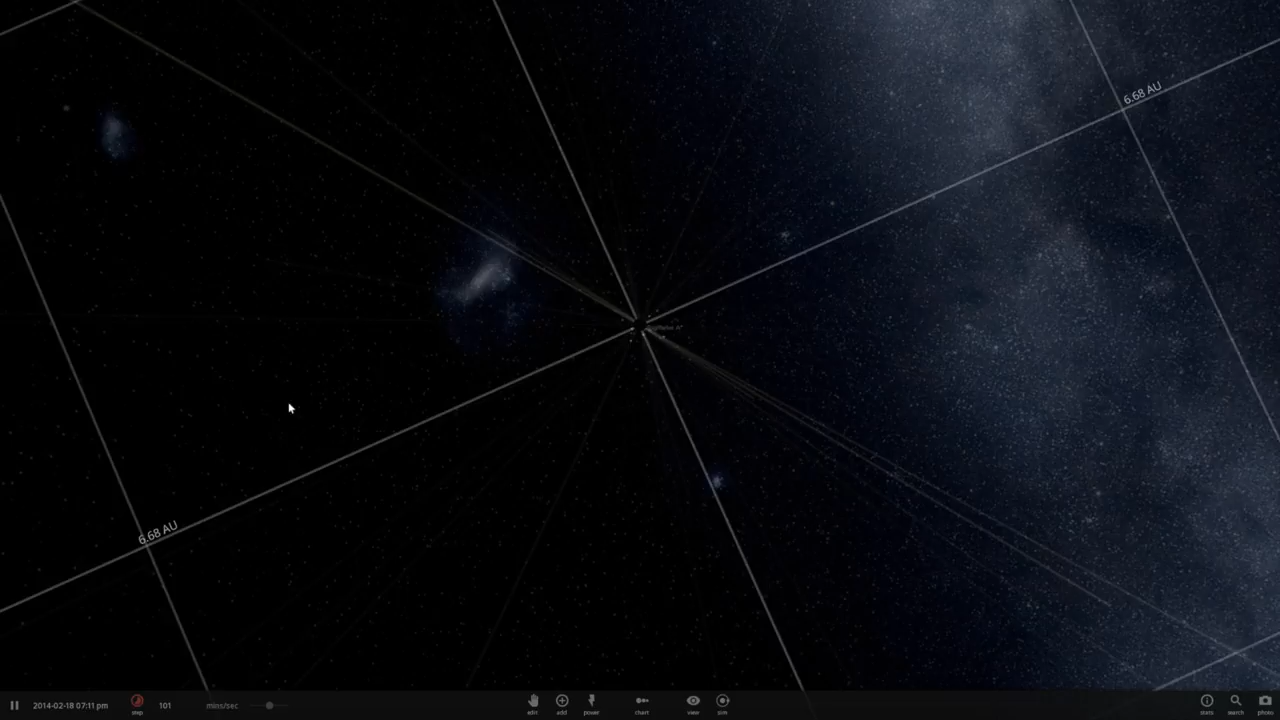 6.68 AU
6.68 AU
2014-02-18 07:11 pm
step
101
mins/sec
edit
add
power
chart
view
sim
stats
search
photo